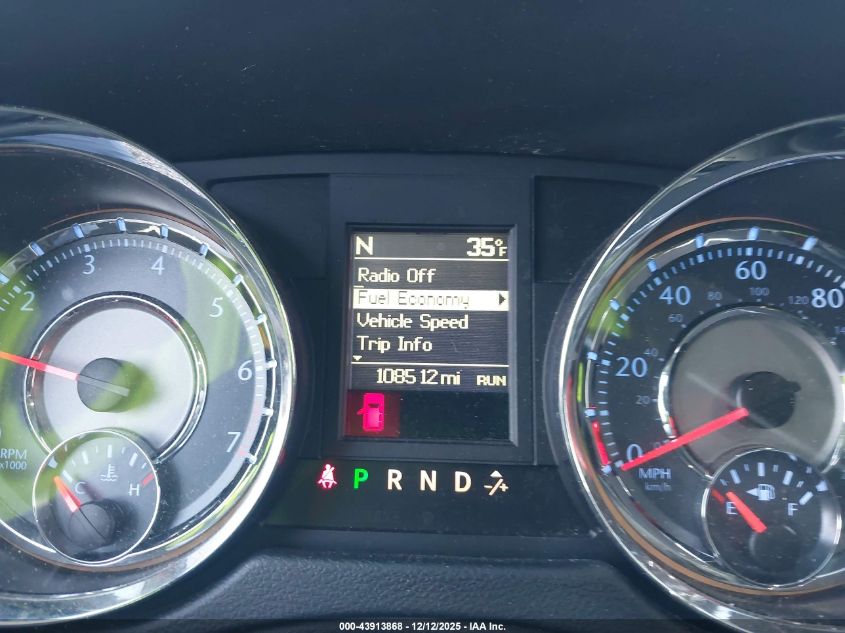 N 35°F
Radio Off
Fuel Economy
Vehicle Speed
Trip Info
108512mi RUN
P R N D -/+
2 3 4 5 6 7
RPM
x1000
C H
0 20 40 60 80
20 40 60 80 100 120
MPH
km/h
E F
000-43913868 - 12/12/2025 - IAA Inc.